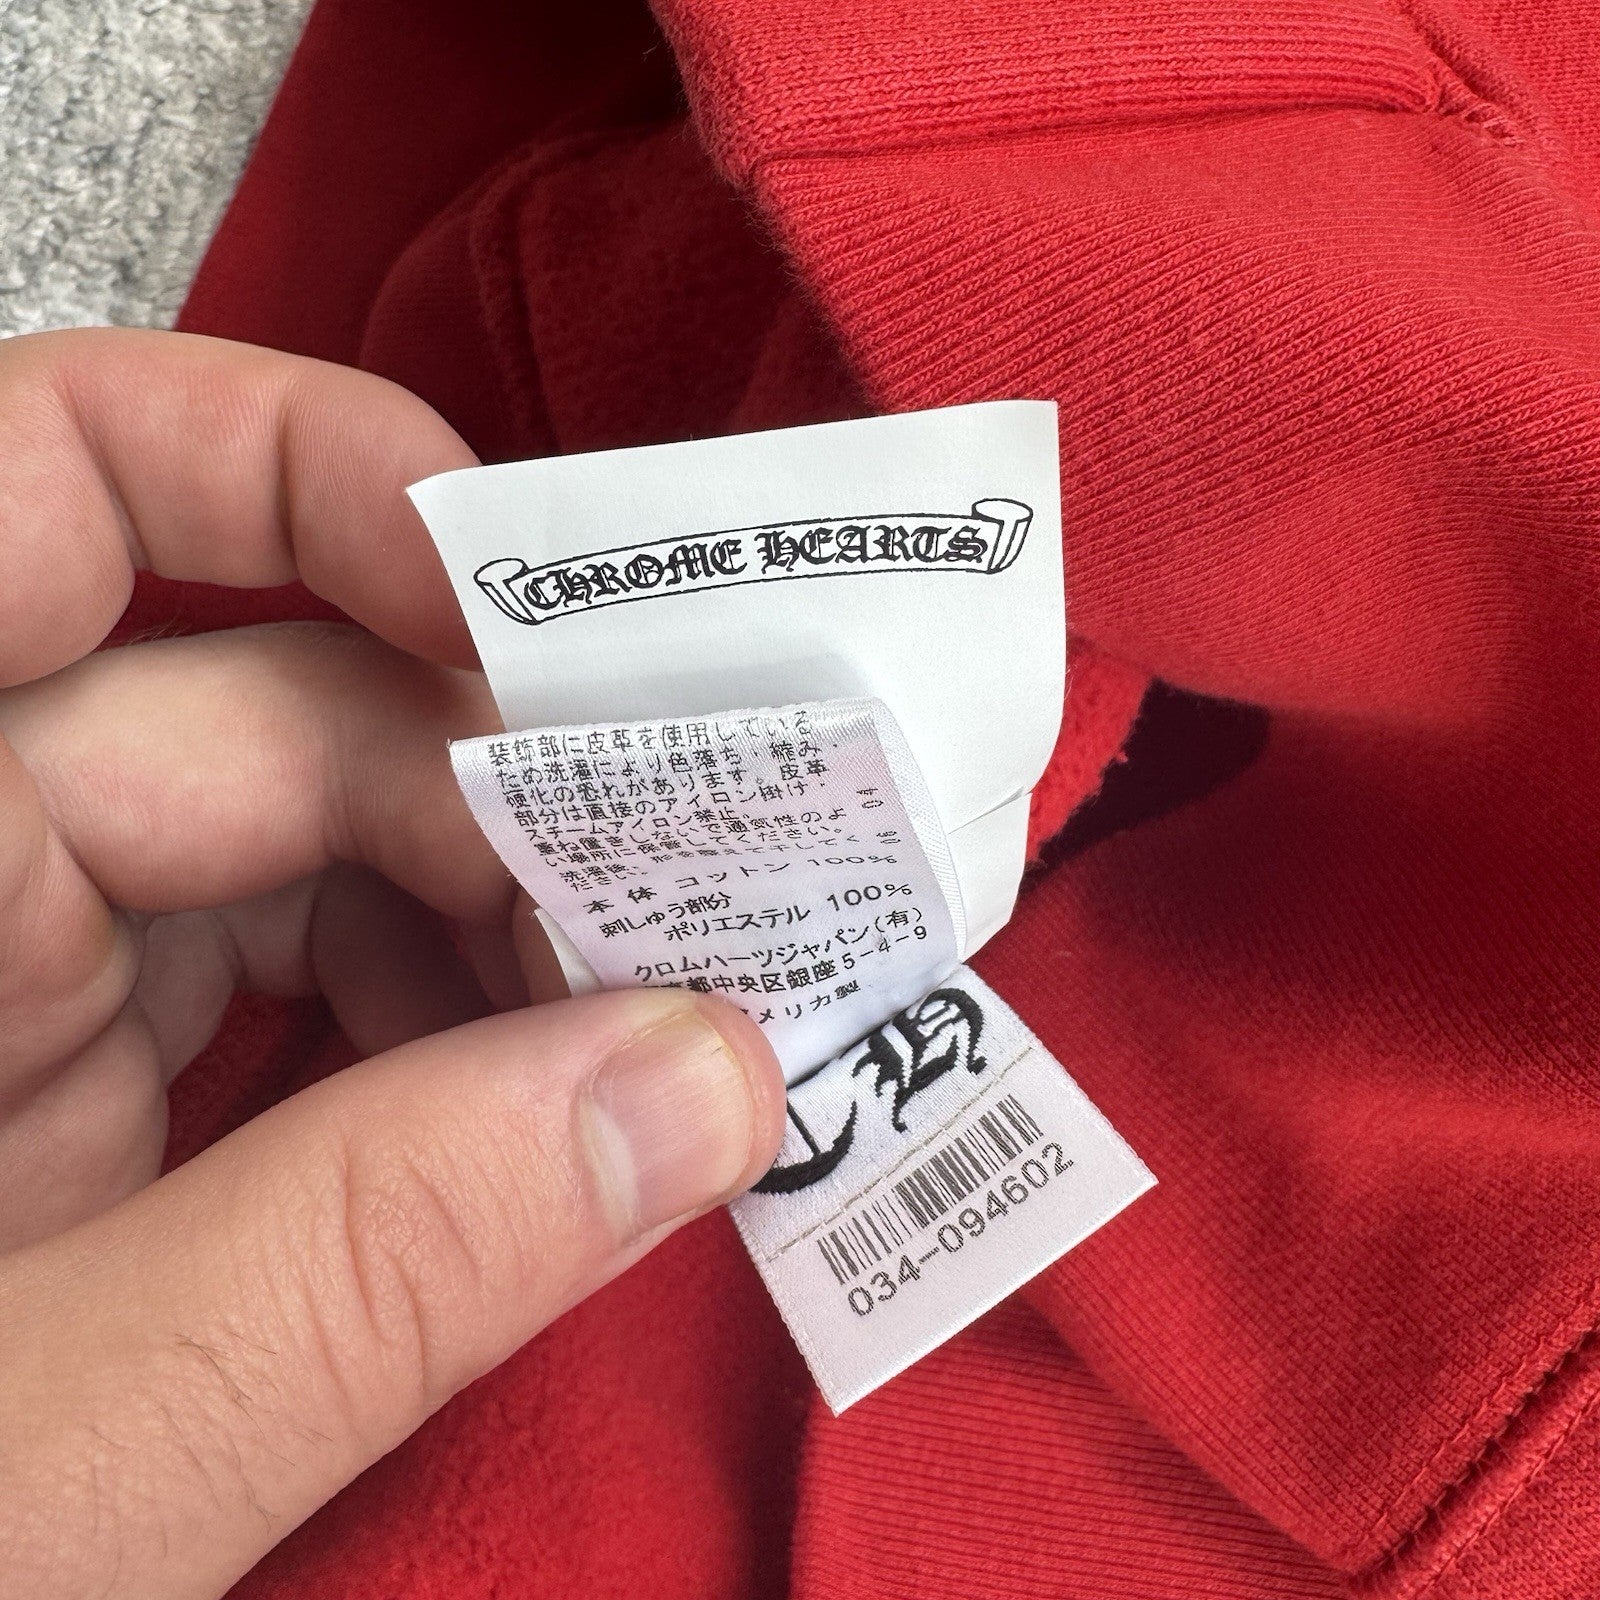 CHROME HEARTS
装飾部に皮革を使用している
ため洗濯により色落ち・縮み・
硬化の恐れがあります。皮革
部分は直接のアイロン掛け・
スチームアイロン禁止。
重ね置きしないで通気性のよ
い場所に保管してください。
洗濯後、形を整えて干してく
ださい。
本 体 コットン 100%
刺しゅう部分
ポリエステル 100%
クロムハーツジャパン(有)
都中央区銀座5-4-9
メリカ製
CH
034-094602